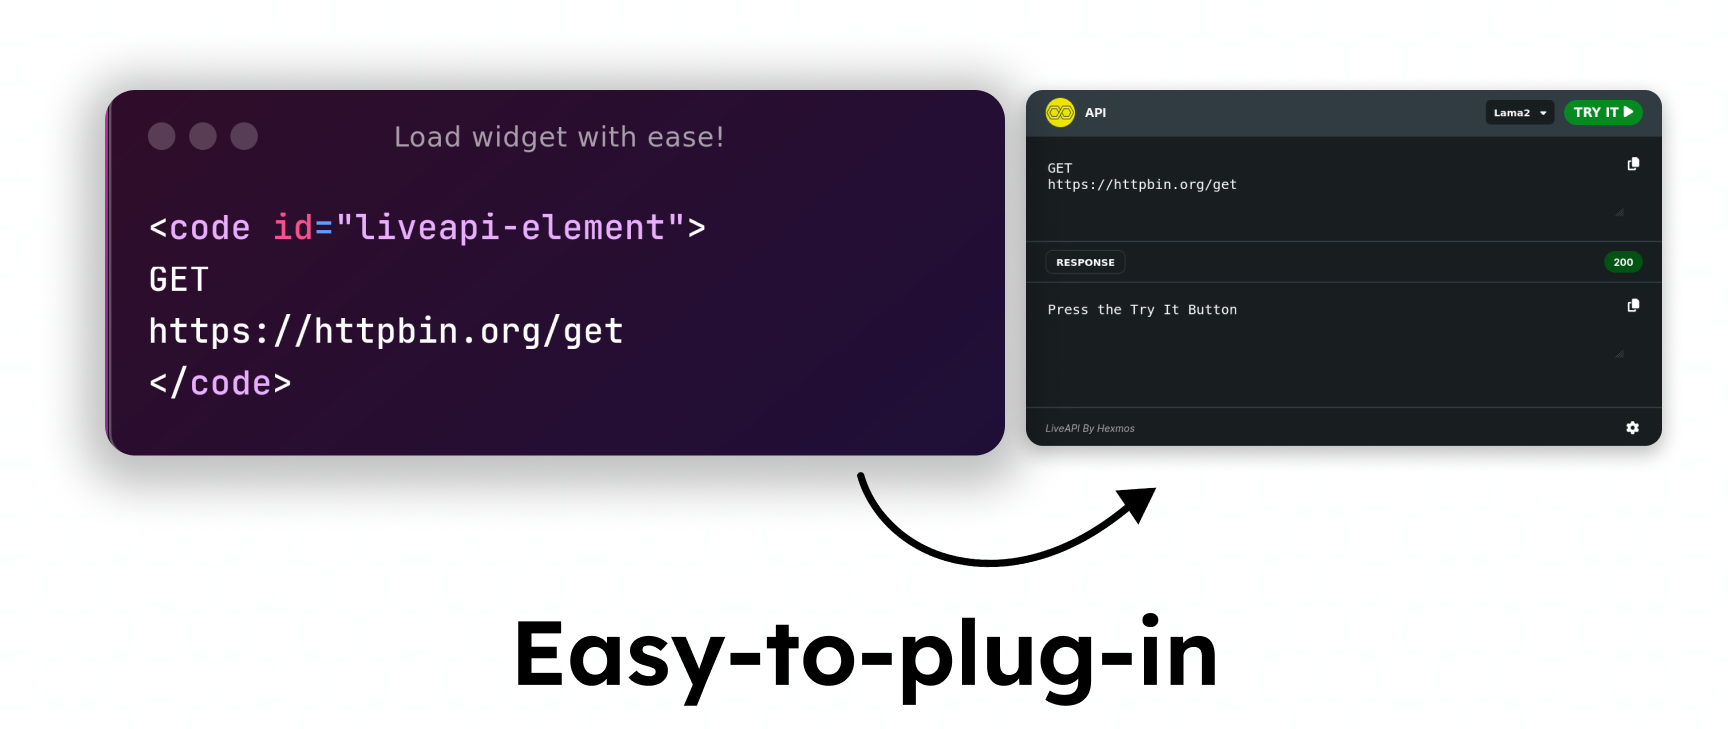 Load widget with ease!
<code id="liveapi-element">
GET
https://httpbin.org/get
</code>
API
Lama2
TRY IT
GET
https://httpbin.org/get
RESPONSE
200
Press the Try It Button
LiveAPI By Hexmos
Easy-to-plug-in